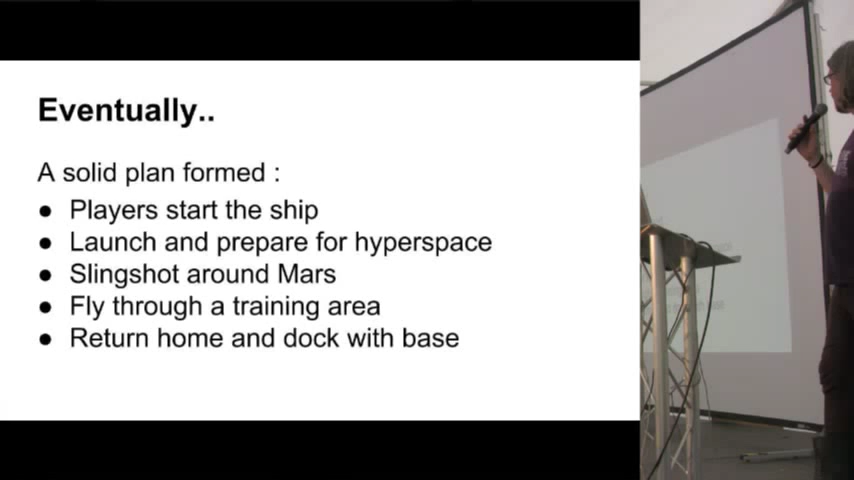 Eventually..
A solid plan formed :
● Players start the ship
● Launch and prepare for hyperspace
● Slingshot around Mars
● Fly through a training area
● Return home and dock with base